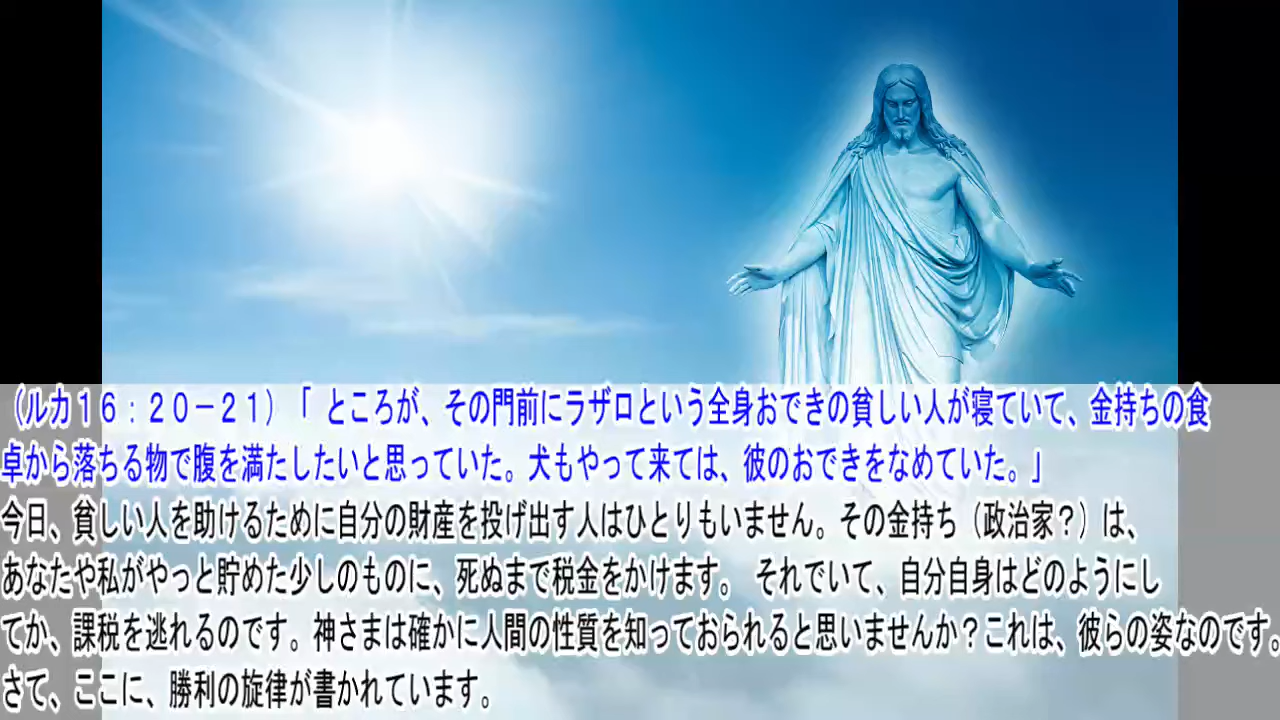 （ルカ１６：２０－２１）「 ところが、その門前にラザロという全身おできの貧しい人が寝ていて、金持ちの食
卓から落ちる物で腹を満たしたいと思っていた。犬もやって来ては、彼のおできをなめていた。」
今日、貧しい人を助けるために自分の財産を投げ出す人はひとりもいません。その金持ち（政治家？）は、
あなたや私がやっと貯めた少しのものに、死ぬまで税金をかけます。 それでいて、自分自身はどのようにし
てか、課税を逃れるのです。神さまは確かに人間の性質を知っておられると思いませんか？これは、彼らの姿なのです。
さて、ここに、勝利の旋律が書かれています。